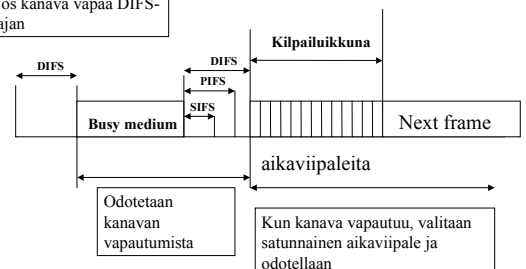 os kanava vapaa DIFS-
ajan
Kilpailuikkuna
DIFS
DIFS
PIFS
SIFS
Busy medium
Next frame
aikaviipaleita
Odotetaan
kanavan
vapautumista
Kun kanava vapautuu, valitaan
satunnainen aikaviipale ja
odotellaan